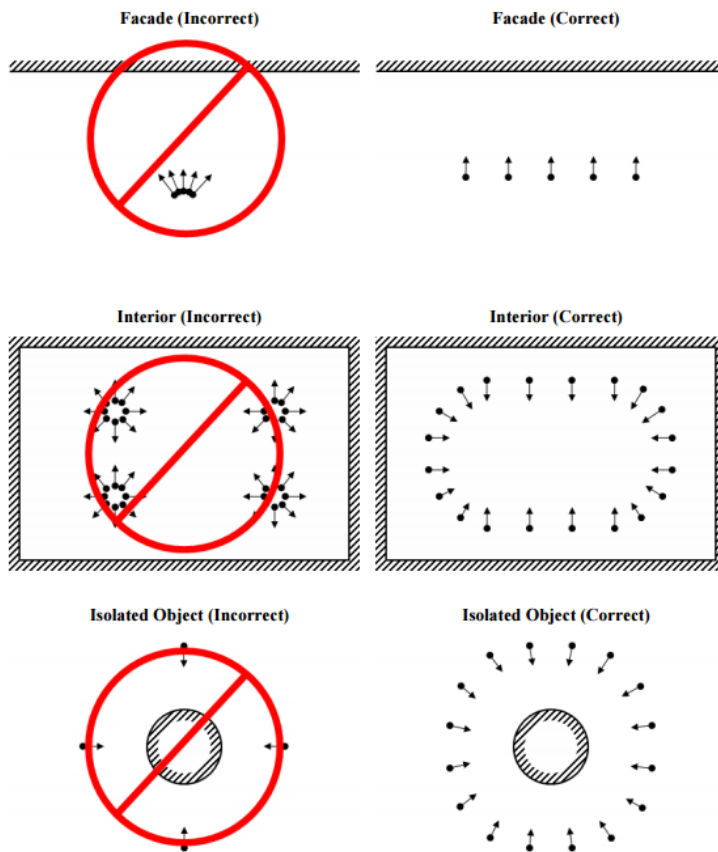 Facade (Incorrect)
Facade (Correct)
Interior (Incorrect)
Interior (Correct)
Isolated Object (Incorrect)
Isolated Object (Correct)